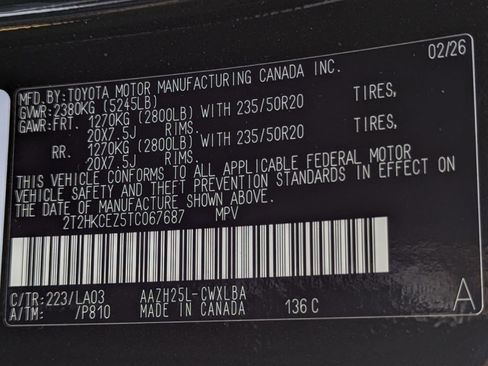 MFD.BY:TOYOTA MOTOR MANUFACTURING CANADA INC. 02/26
GVWR:2380KG (5245LB)
GAWR:FRT. 1270KG (2800LB) WITH 235/50R20 TIRES,
20X7.5J RIMS.
RR. 1270KG (2800LB) WITH 235/50R20 TIRES,
20X7.5J RIMS.
THIS VEHICLE CONFORMS TO ALL APPLICABLE FEDERAL MOTOR
VEHICLE SAFETY AND THEFT PREVENTION STANDARDS IN EFFECT ON
THE DATE OF MANUFACTURE SHOWN ABOVE.
2T2HKCEZ5TC067687 MPV
C/TR:223/LA03 AAZH25L-CWXLBA A
A/TM: /P810 MADE IN CANADA 136 C